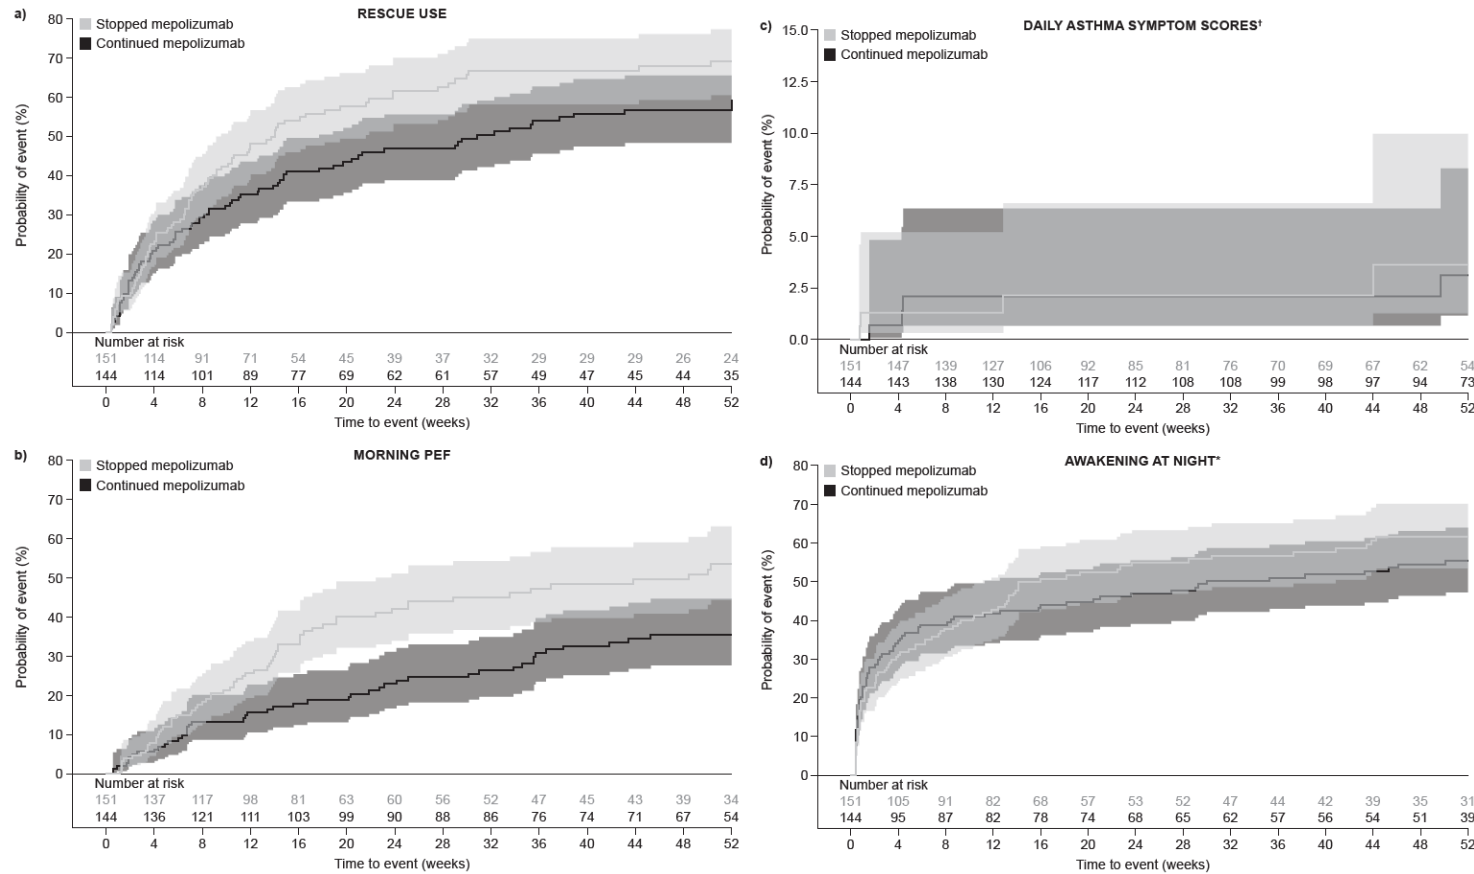 a)
RESCUE USE
Stopped mepolizumab
Continued mepolizumab
Probability of event (%)
80
70
60
50
40
30
20
10
0
Number at risk
151 114 91 71 54 45 39 37 32 29 29 29 26 24
144 114 101 89 77 69 62 61 57 49 47 45 44 35
0 4 8 12 16 20 24 28 32 36 40 44 48 52
Time to event (weeks)
c)
DAILY ASTHMA SYMPTOM SCORES†
Stopped mepolizumab
Continued mepolizumab
Probability of event (%)
15.0
12.5
10.0
7.5
5.0
2.5
0.0
Number at risk
151 147 139 127 106 92 85 81 76 70 69 67 62 54
144 143 138 130 124 117 112 108 108 99 98 97 94 73
0 4 8 12 16 20 24 28 32 36 40 44 48 52
Time to event (weeks)
b)
MORNING PEF
Stopped mepolizumab
Continued mepolizumab
Probability of event (%)
80
70
60
50
40
30
20
10
0
Number at risk
151 137 117 98 81 63 60 56 52 47 45 43 39 34
144 136 121 111 103 99 90 88 86 76 74 71 67 54
0 4 8 12 16 20 24 28 32 36 40 44 48 52
Time to event (weeks)
d)
AWAKENING AT NIGHT*
Stopped mepolizumab
Continued mepolizumab
Probability of event (%)
80
70
60
50
40
30
20
10
0
Number at risk
151 105 91 82 68 57 53 52 47 44 42 39 35 31
144 95 87 82 78 74 68 65 62 57 56 54 51 39
0 4 8 12 16 20 24 28 32 36 40 44 48 52
Time to event (weeks)